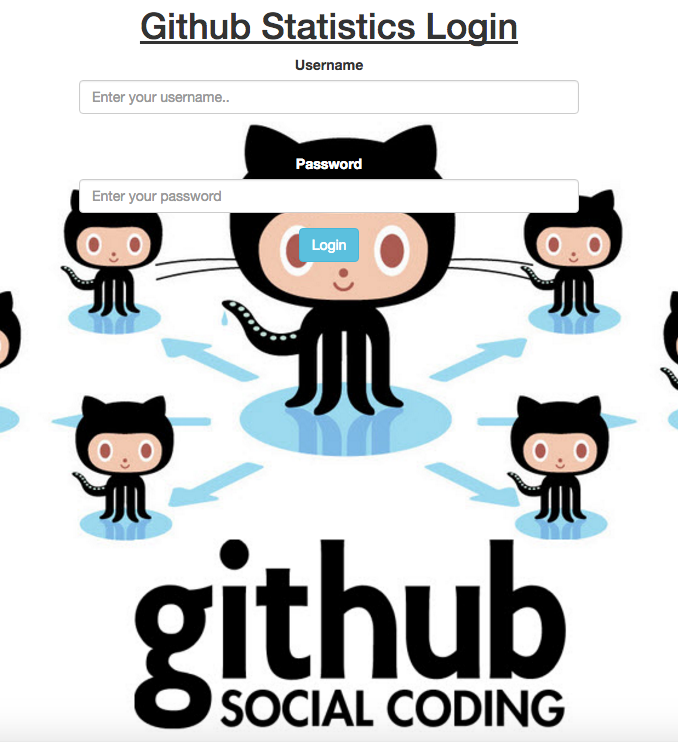 Github Statistics Login
Username
Enter your username..
Password
Enter your password
Login
github
SOCIAL CODING